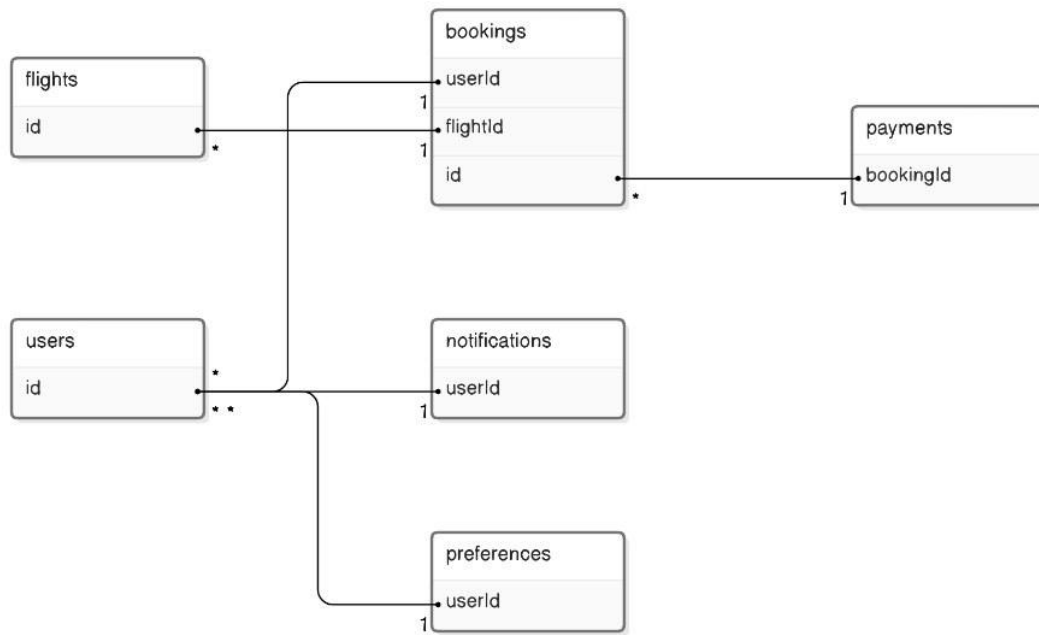 flights
id
*
bookings
userId
1
flightId
1
id
*
payments
bookingId
1
users
*
id
* *
notifications
userId
1
preferences
userId
1